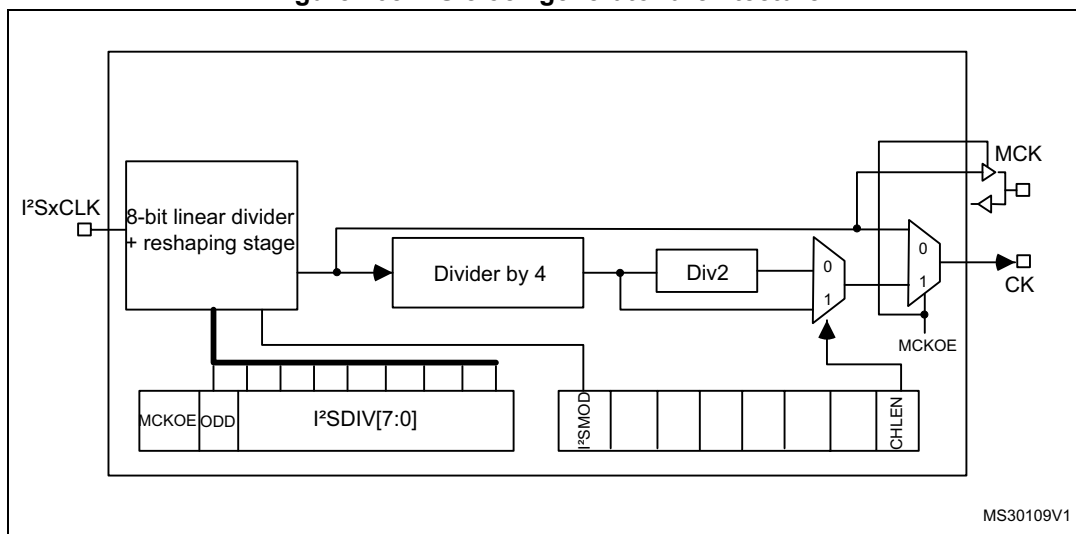 MCK
I²SxCLK
8-bit linear divider
+ reshaping stage
Divider by 4
Div2
0
1
0
1
CK
MCKOE
MCKOE
ODD
I²SDIV[7:0]
I²SMOD
CHLEN
MS30109V1